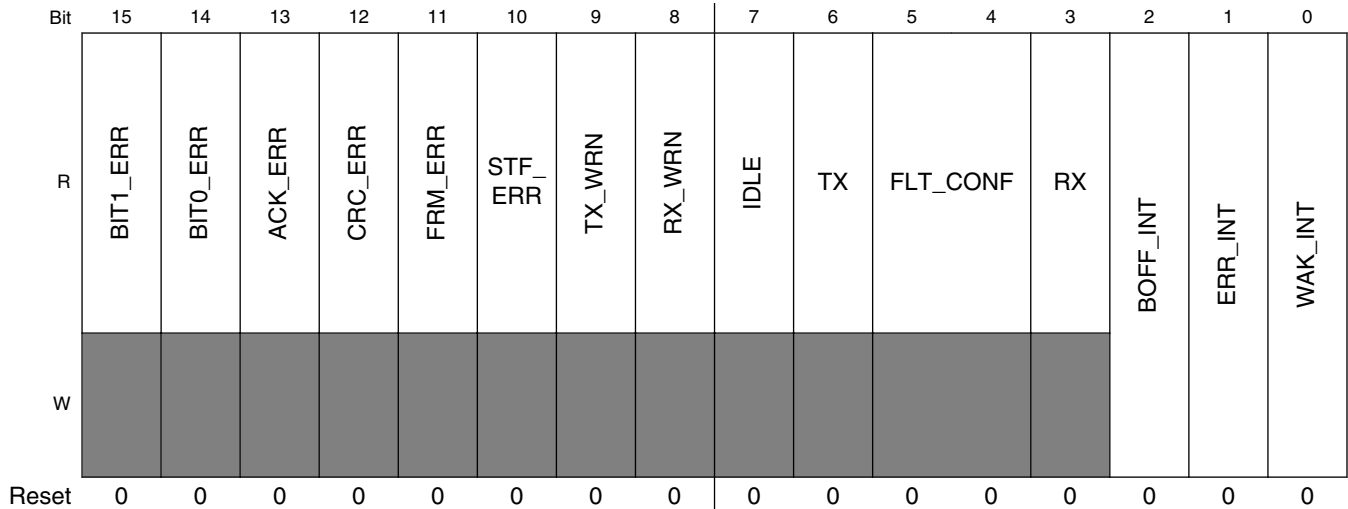 Bit 15 14 13 12 11 10 9 8 7 6 5 4 3 2 1 0
R BIT1_ERR BIT0_ERR ACK_ERR CRC_ERR FRM_ERR STF_ERR TX_WRN RX_WRN IDLE TX FLT_CONF RX BOFF_INT ERR_INT WAK_INT
W
Reset 0 0 0 0 0 0 0 0 0 0 0 0 0 0 0 0